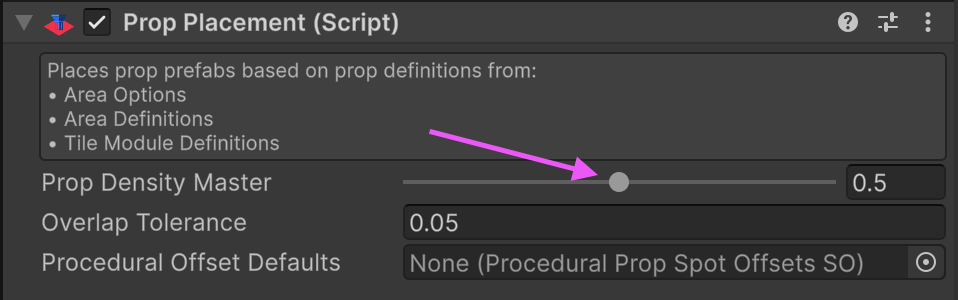 Prop Placement (Script)
Places prop prefabs based on prop definitions from:
• Area Options
• Area Definitions
• Tile Module Definitions
Prop Density Master 0.5
Overlap Tolerance 0.05
Procedural Offset Defaults None (Procedural Prop Spot Offsets SO)